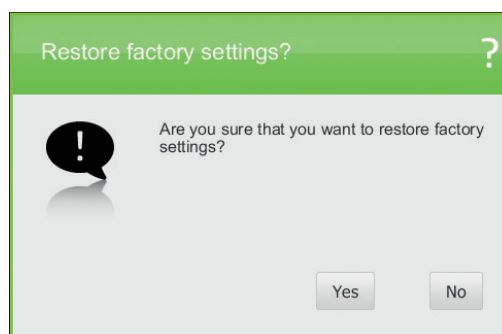 Restore factory settings? ?
!
Are you sure that you want to restore factory
settings?
Yes No